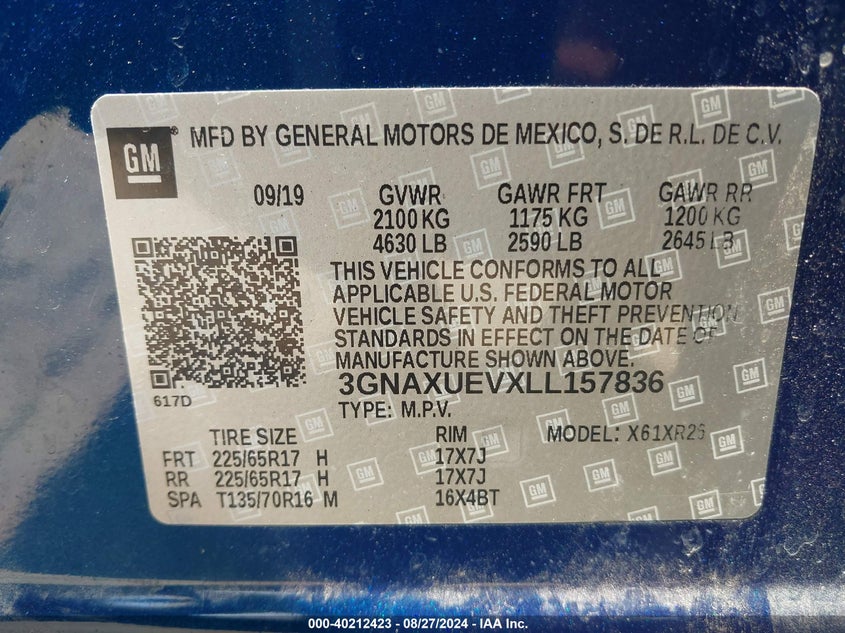 GM® MFD BY GENERAL MOTORS DE MEXICO, S. DE R.L. DE C.V.
09/19 GVWR GAWR FRT GAWR RR
2100 KG 1175 KG 1200 KG
4630 LB 2590 LB 2645 LB
THIS VEHICLE CONFORMS TO ALL
APPLICABLE U.S. FEDERAL MOTOR
VEHICLE SAFETY AND THEFT PREVENTION
STANDARDS IN EFFECT ON THE DATE OF
MANUFACTURE SHOWN ABOVE.
3GNAXUEVXLL157836
617D
TYPE: M.P.V.
TIRE SIZE RIM MODEL: X61XR26
FRT 225/65R17 H 17X7J
RR 225/65R17 H 17X7J
SPA T135/70R16 M 16X4BT
000-40212423 - 08/27/2024 - IAA Inc.